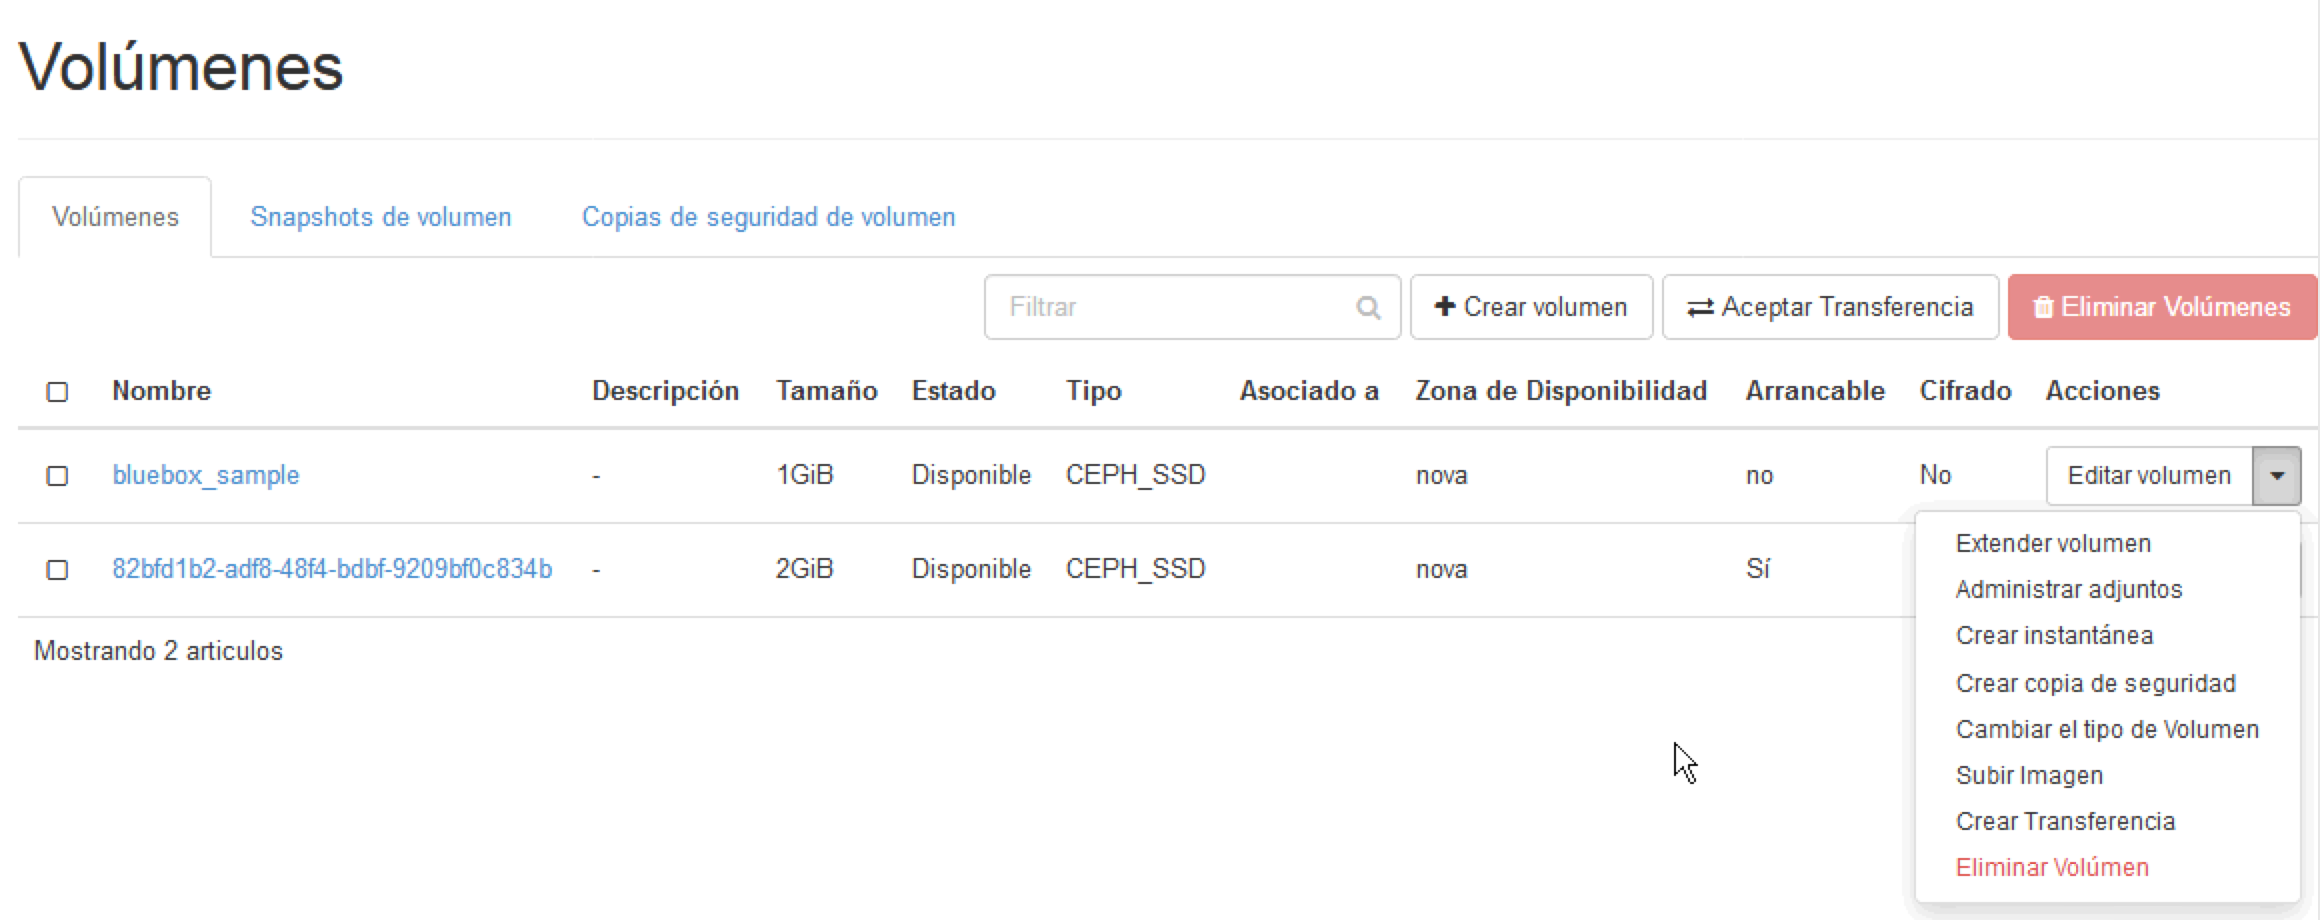 Volúmenes
Volúmenes Snapshots de volumen Copias de seguridad de volumen
Filtrar Crear volumen Aceptar Transferencia Eliminar Volúmenes
Nombre Descripción Tamaño Estado Tipo Asociado a Zona de Disponibilidad Arrancable Cifrado Acciones
bluebox_sample - 1GiB Disponible CEPH_SSD nova no No Editar volumen
82bfd1b2-adf8-48f4-bdbf-9209bf0c834b - 2GiB Disponible CEPH_SSD nova Sí
Mostrando 2 articulos
Extender volumen
Administrar adjuntos
Crear instantánea
Crear copia de seguridad
Cambiar el tipo de Volumen
Subir Imagen
Crear Transferencia
Eliminar Volúmen